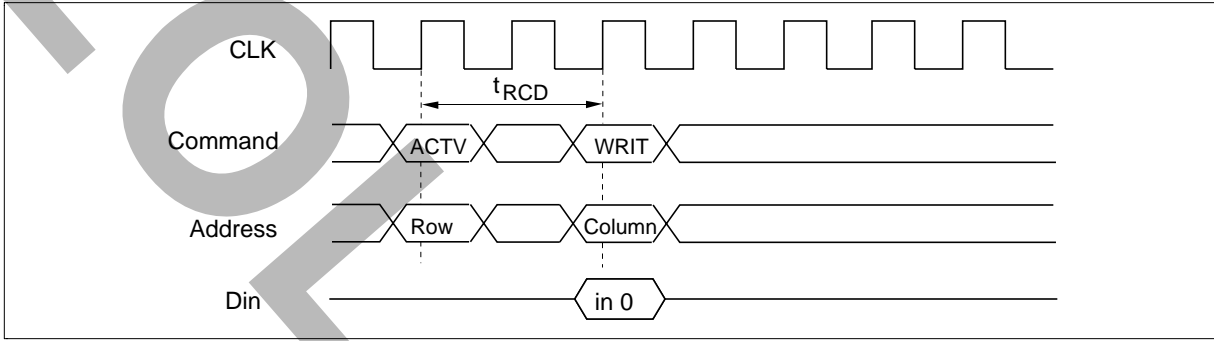 CLK
tRCD
Command ACTV WRIT
Address Row Column
Din in 0